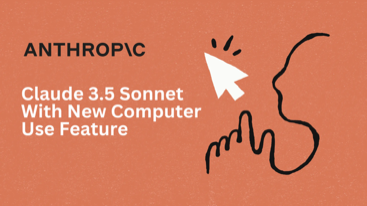 ANTHROP\C
Claude 3.5 Sonnet
With New Computer
Use Feature